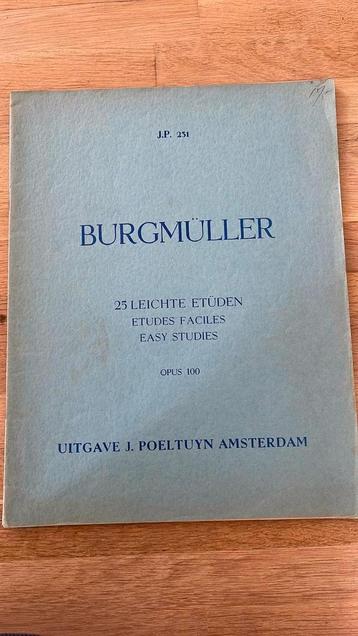 J.P. 251
BURGMÜLLER
25 LEICHTE ETÜDEN
ETUDES FACILES
EASY STUDIES
OPUS 100
UITGAVE J. POELTUYN AMSTERDAM